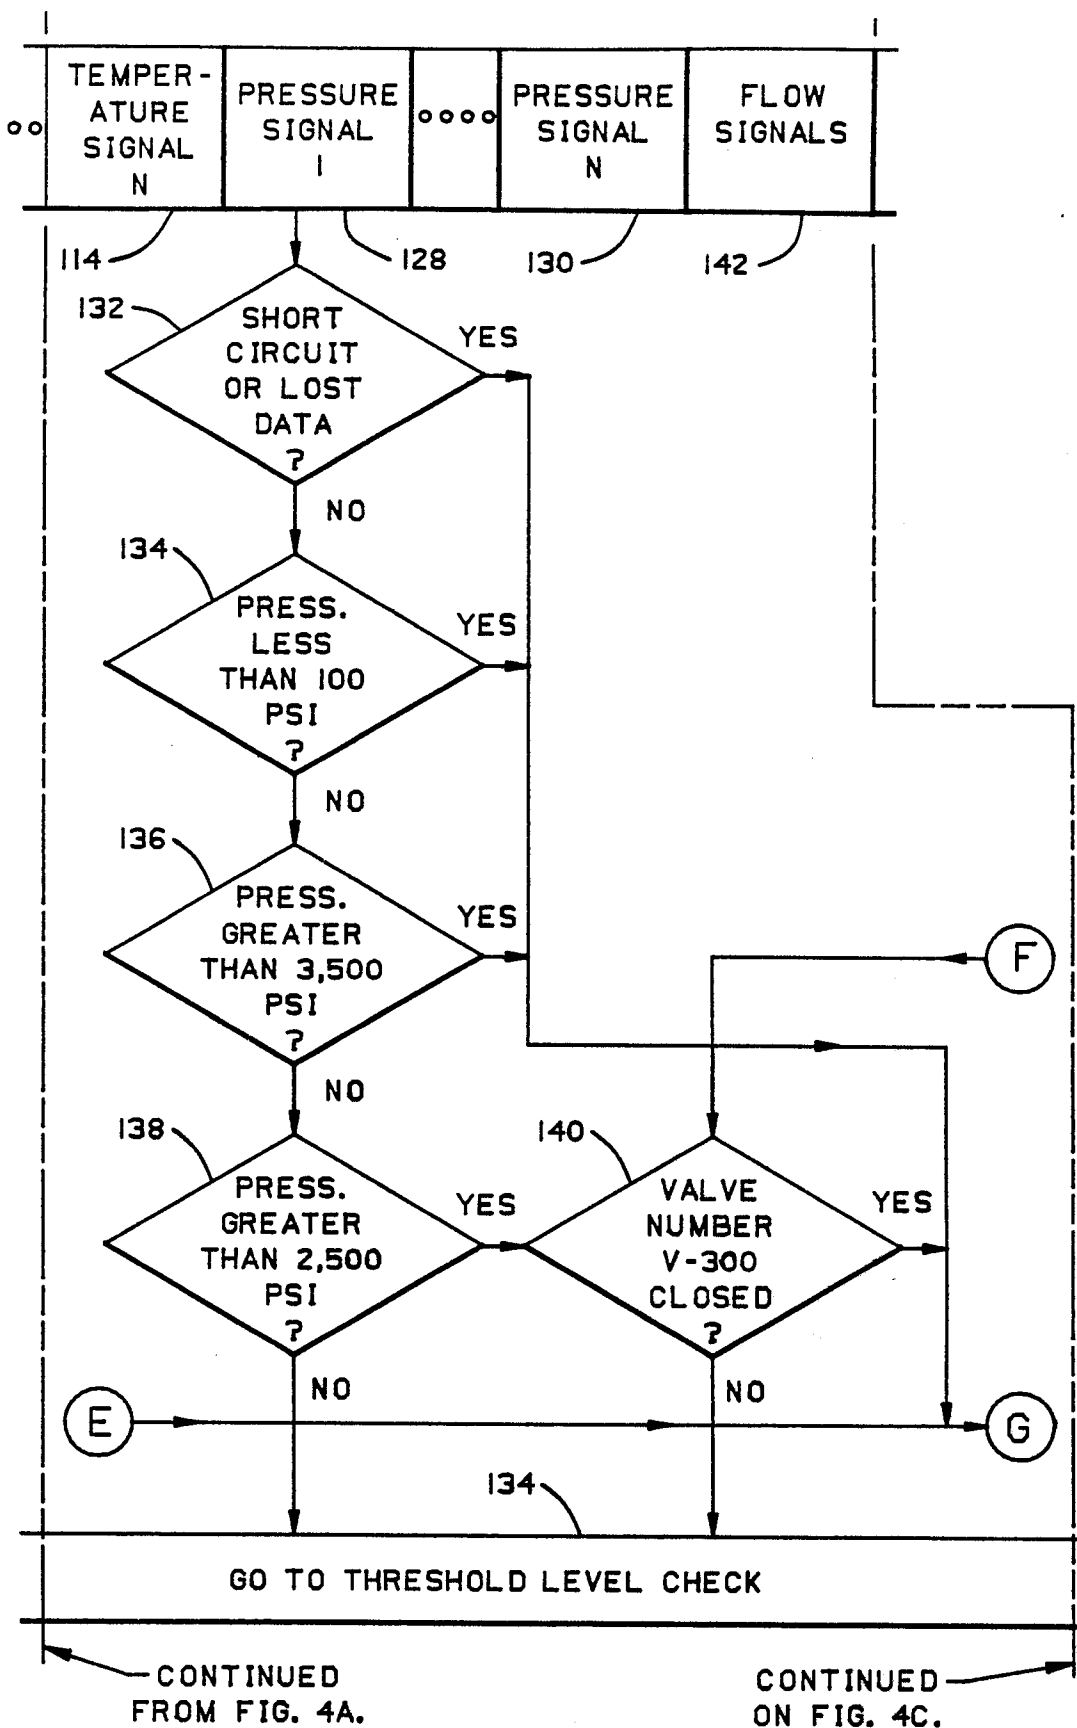 TEMPER-
ATURE
SIGNAL
N
PRESSURE
SIGNAL
1
PRESSURE
SIGNAL
N
FLOW
SIGNALS
114
128
130
142
132
SHORT
CIRCUIT
OR LOST
DATA
?
YES
NO
134
PRESS.
LESS
THAN 100
PSI
?
YES
NO
136
PRESS.
GREATER
THAN 3,500
PSI
?
YES
NO
F
138
PRESS.
GREATER
THAN 2,500
PSI
?
YES
NO
140
VALVE
NUMBER
V-300
CLOSED
?
YES
NO
E
G
134
GO TO THRESHOLD LEVEL CHECK
CONTINUED
FROM FIG. 4A.
CONTINUED
ON FIG. 4C.